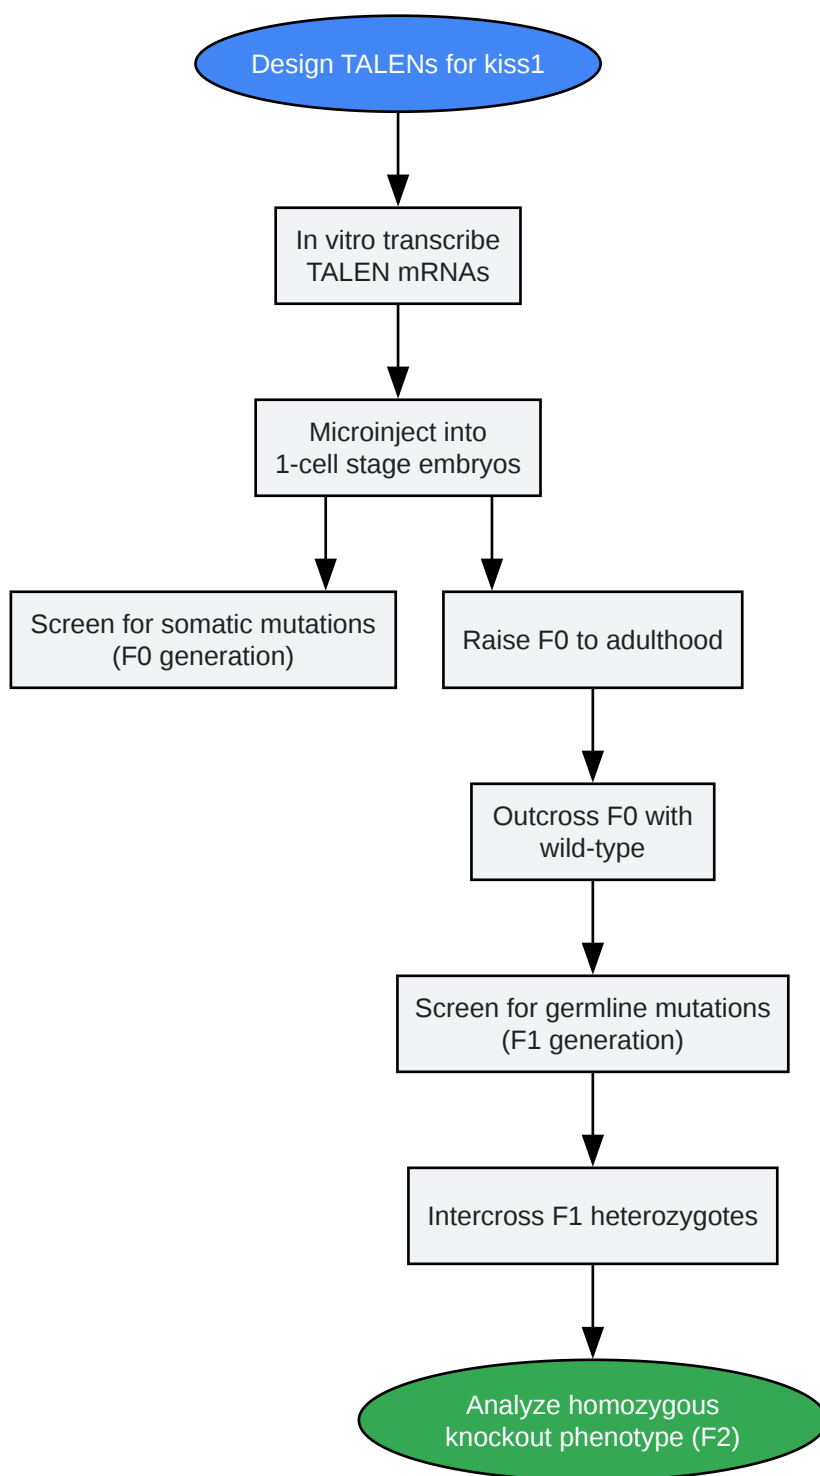 Design TALENs for kiss1
In vitro transcribe
TALEN mRNAs
Microinject into
1-cell stage embryos
Screen for somatic mutations
(F0 generation)
Raise F0 to adulthood
Outcross F0 with
wild-type
Screen for germline mutations
(F1 generation)
Intercross F1 heterozygotes
Analyze homozygous
knockout phenotype (F2)